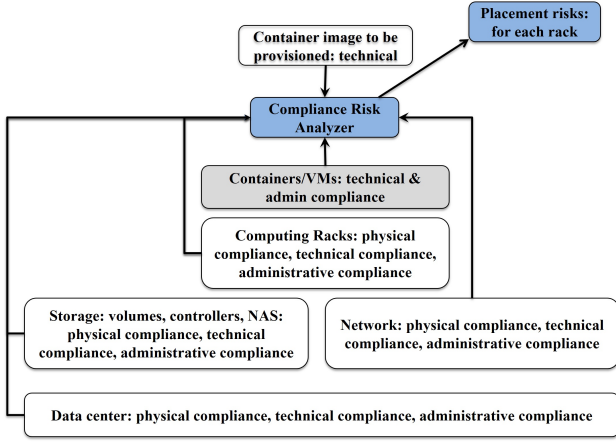 Placement risks:
for each rack
Container image to be
provisioned: technical
Compliance Risk
Analyzer
Containers/VMs: technical &
admin compliance
Computing Racks: physical
compliance, technical compliance,
administrative compliance
Storage: volumes, controllers, NAS:
physical compliance, technical
compliance, administrative compliance
Network: physical compliance, technical
compliance, administrative compliance
Data center: physical compliance, technical compliance, administrative compliance